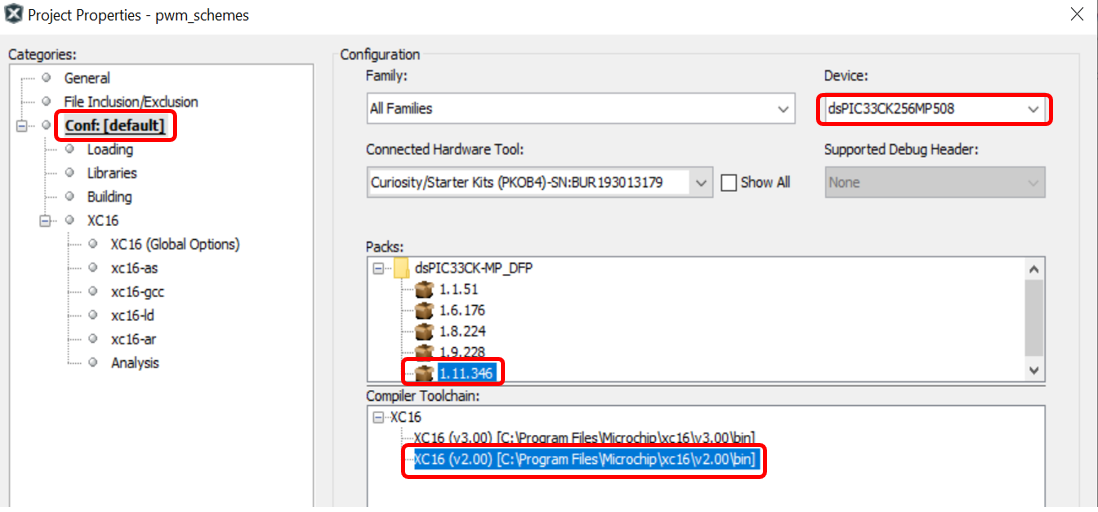 Project Properties - pwm_schemes
Categories:
General
File Inclusion/Exclusion
Conf: [default]
Loading
Libraries
Building
XC16
XC16 (Global Options)
xc16-as
xc16-gcc
xc16-ld
xc16-ar
Analysis
Configuration
Family:
Device:
All Families
dsPIC33CK256MP508
Connected Hardware Tool:
Supported Debug Header:
Curiosity/Starter Kits (PKOB4)-SN:BUR193013179
Show All
None
Packs:
dsPIC33CK-MP_DFP
1.1.51
1.6.176
1.8.224
1.9.228
1.11.346
Compiler Toolchain:
XC16
XC16 (v3.00) [C:\Program Files\Microchip\xc16\v3.00\bin]
XC16 (v2.00) [C:\Program Files\Microchip\xc16\v2.00\bin]